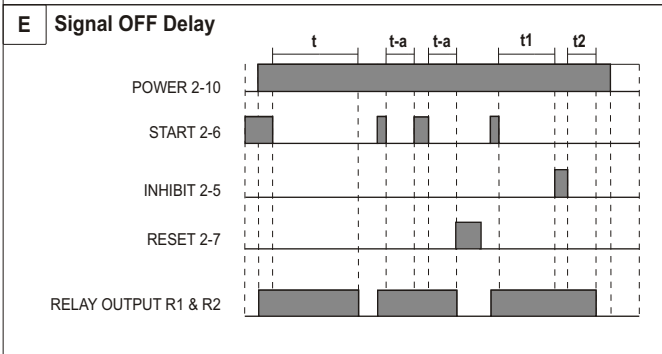 E Signal OFF Delay
t t-a t-a t1 t2
POWER 2-10
START 2-6
INHIBIT 2-5
RESET 2-7
RELAY OUTPUT R1 & R2